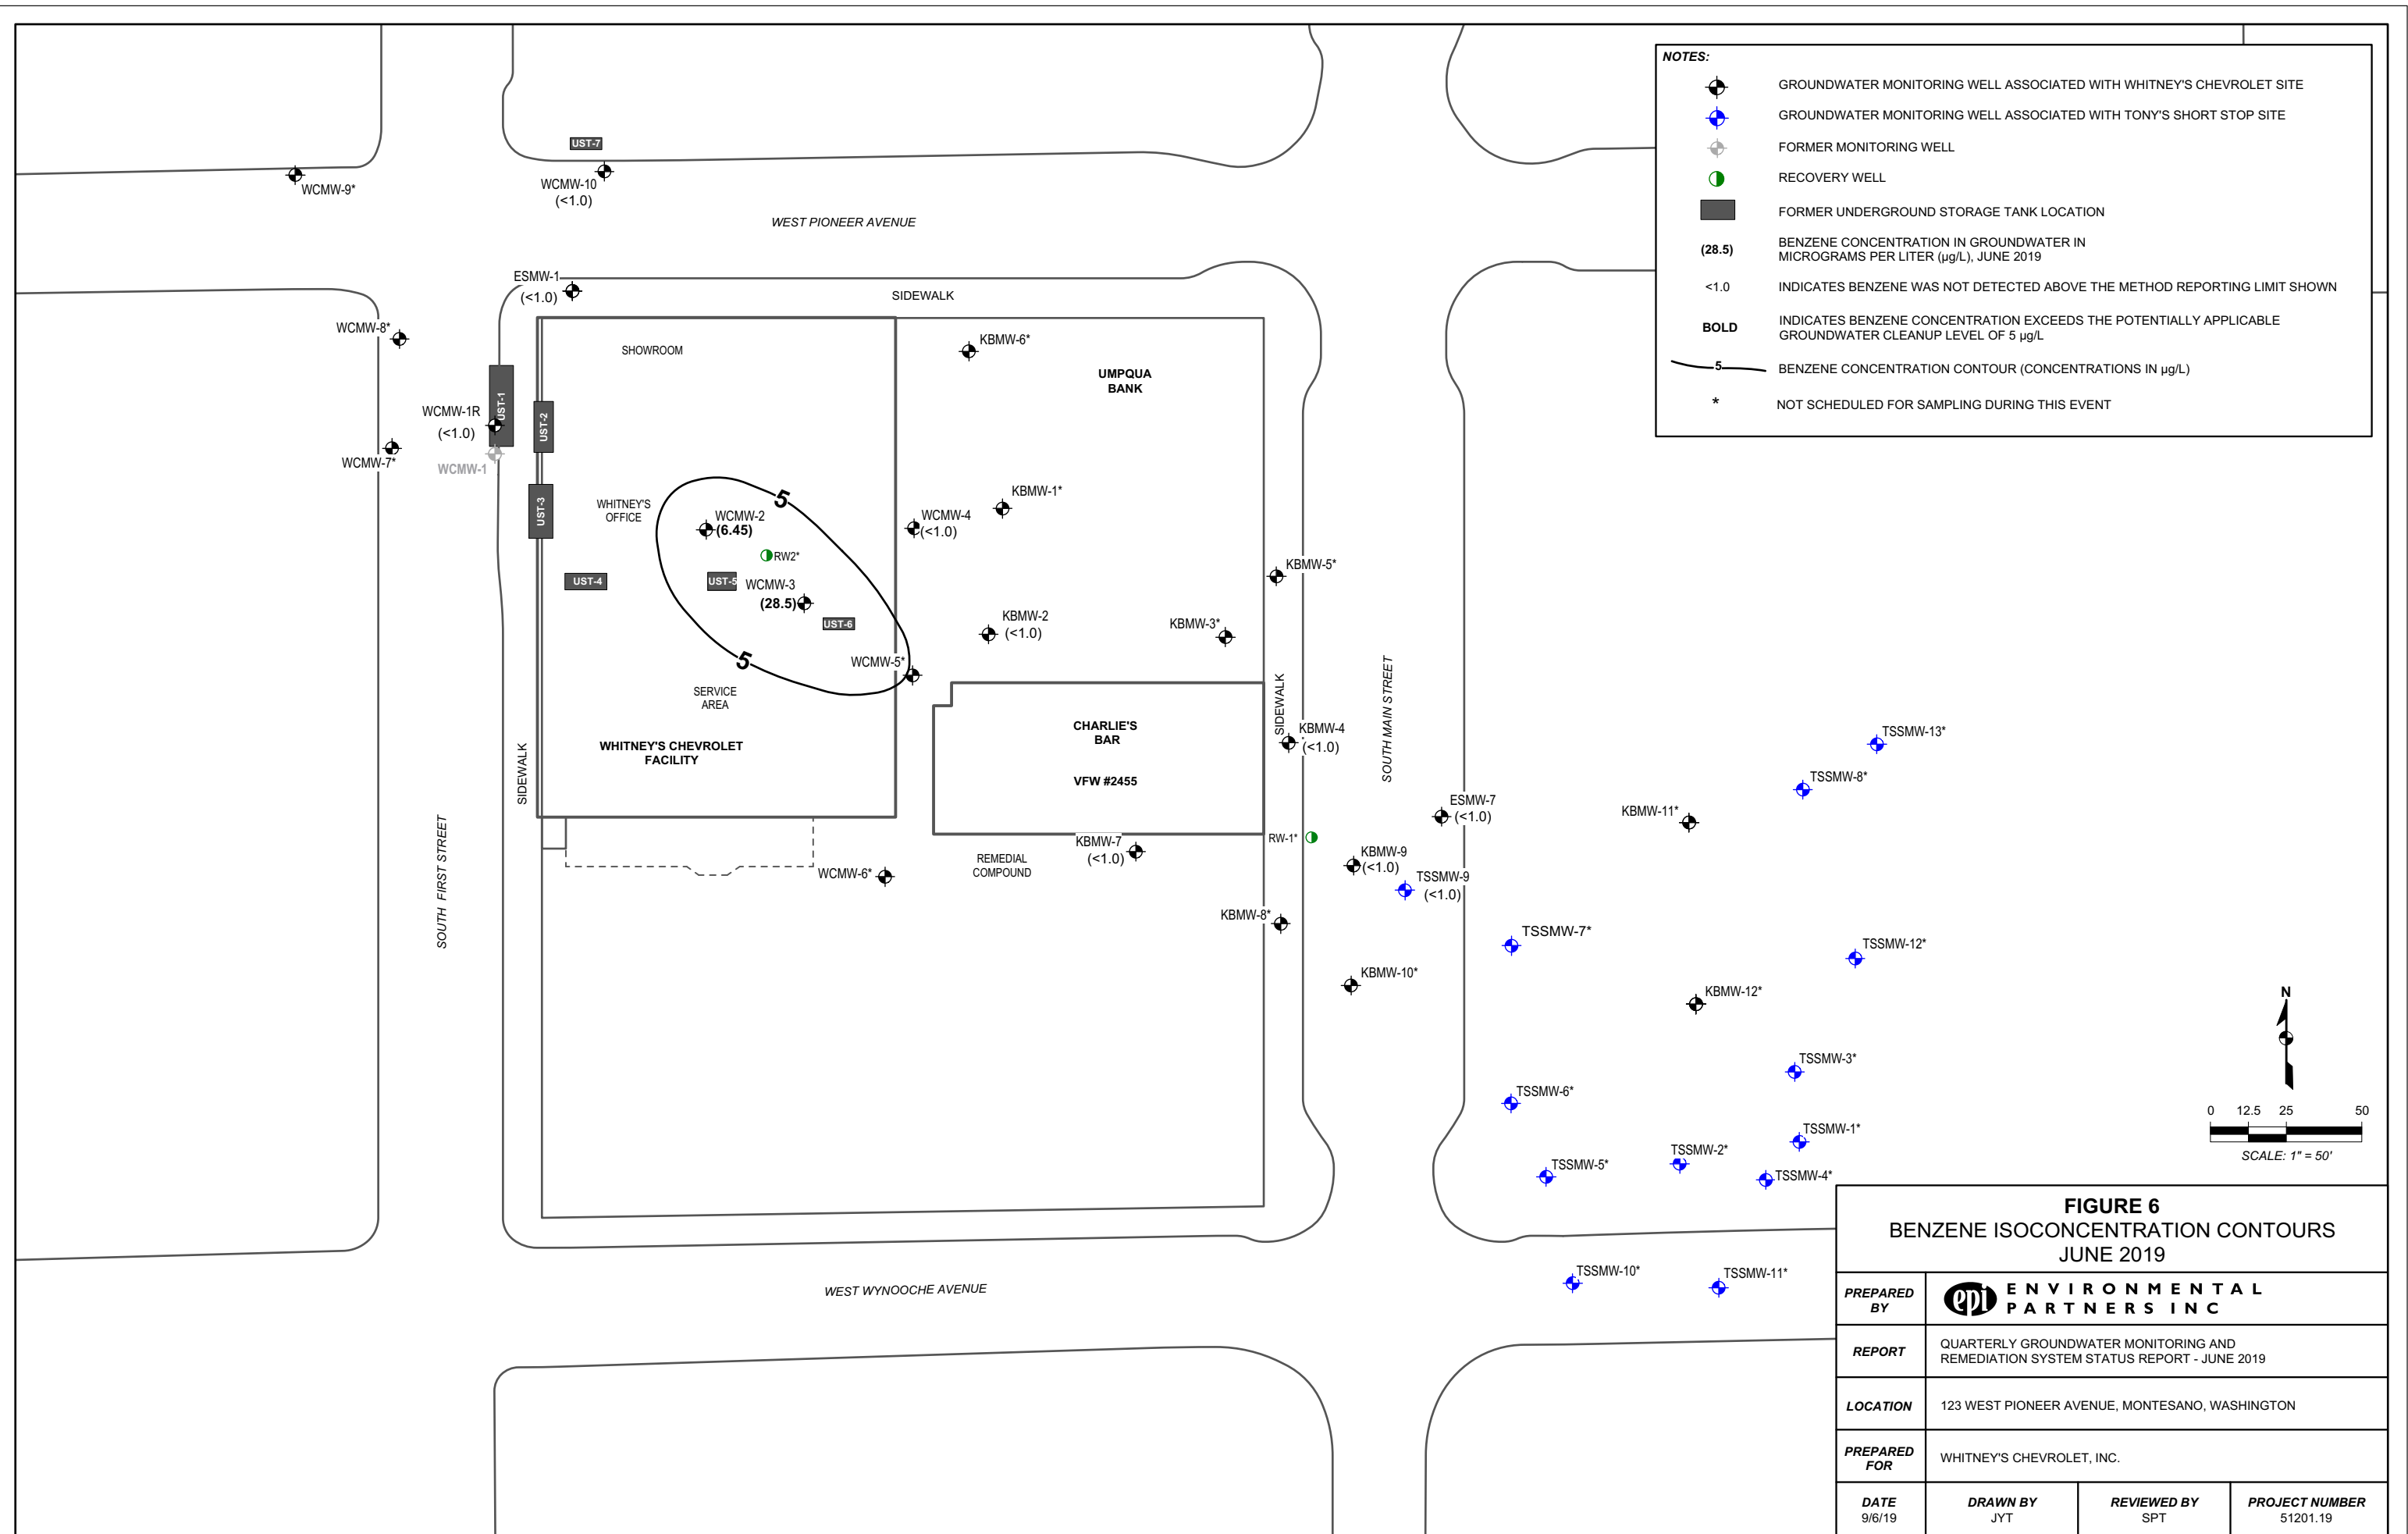 NOTES:
GROUNDWATER MONITORING WELL ASSOCIATED WITH WHITNEY'S CHEVROLET SITE
GROUNDWATER MONITORING WELL ASSOCIATED WITH TONY'S SHORT STOP SITE
FORMER MONITORING WELL
RECOVERY WELL
FORMER UNDERGROUND STORAGE TANK LOCATION
(28.5) BENZENE CONCENTRATION IN GROUNDWATER IN
MICROGRAMS PER LITER (µg/L), JUNE 2019
<1.0 INDICATES BENZENE WAS NOT DETECTED ABOVE THE METHOD REPORTING LIMIT SHOWN
BOLD INDICATES BENZENE CONCENTRATION EXCEEDS THE POTENTIALLY APPLICABLE
GROUNDWATER CLEANUP LEVEL OF 5 µg/L
5 BENZENE CONCENTRATION CONTOUR (CONCENTRATIONS IN µg/L)
* NOT SCHEDULED FOR SAMPLING DURING THIS EVENT
UST-7
WCMW-9*
WCMW-10
(<1.0)
WEST PIONEER AVENUE
ESMW-1
(<1.0)
SIDEWALK
WCMW-8*
SHOWROOM
KBMW-6*
UMPQUA
BANK
UST-1
WCMW-1R
(<1.0)
UST-2
WCMW-7*
WCMW-1
UST-3
WHITNEY'S
OFFICE
5
WCMW-2
(6.45)
RW2*
WCMW-4
(<1.0)
KBMW-1*
KBMW-5*
UST-4
UST-5
WCMW-3
(28.5)
UST-6
KBMW-2
(<1.0)
KBMW-3*
5
WCMW-5*
SERVICE
AREA
WHITNEY'S CHEVROLET
FACILITY
SIDEWALK
CHARLIE'S
BAR
VFW #2455
SIDEWALK
KBMW-4
(<1.0)
SOUTH MAIN STREET
TSSMW-13*
TSSMW-8*
KBMW-11*
ESMW-7
(<1.0)
RW-1*
KBMW-7
(<1.0)
REMEDIAL
COMPOUND
WCMW-6*
KBMW-9
(<1.0)
TSSMW-9
(<1.0)
SOUTH FIRST STREET
KBMW-8*
TSSMW-7*
TSSMW-12*
KBMW-10*
KBMW-12*
TSSMW-3*
TSSMW-6*
TSSMW-1*
TSSMW-2*
TSSMW-5*
TSSMW-4*
N
0 12.5 25 50
SCALE: 1" = 50'
TSSMW-10*
TSSMW-11*
WEST WYNOOCHE AVENUE
FIGURE 6
BENZENE ISOCONCENTRATION CONTOURS
JUNE 2019
PREPARED
BY
epi ENVIRONMENTAL
PARTNERS INC
REPORT
QUARTERLY GROUNDWATER MONITORING AND
REMEDIATION SYSTEM STATUS REPORT - JUNE 2019
LOCATION
123 WEST PIONEER AVENUE, MONTESANO, WASHINGTON
PREPARED
FOR
WHITNEY'S CHEVROLET, INC.
DATE
9/6/19
DRAWN BY
JYT
REVIEWED BY
SPT
PROJECT NUMBER
51201.19